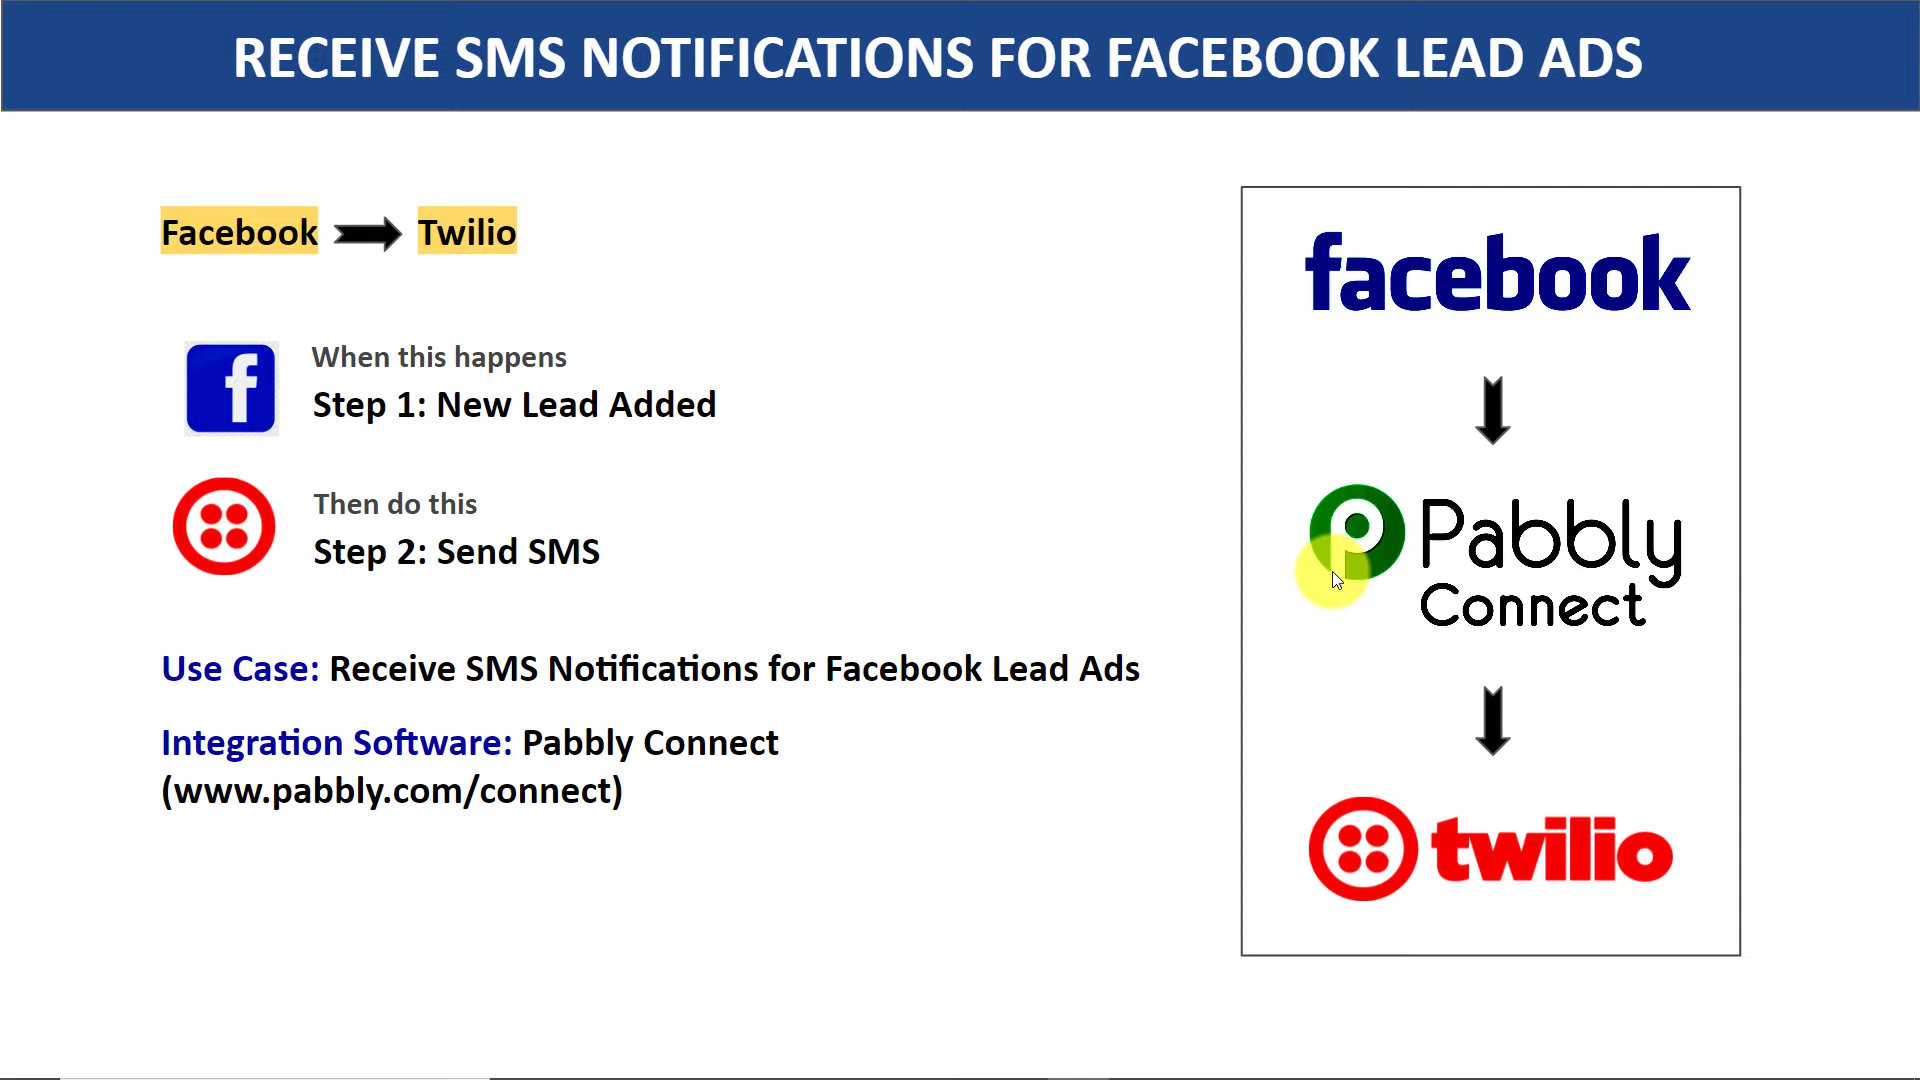 RECEIVE SMS NOTIFICATIONS FOR FACEBOOK LEAD ADS
Facebook Twilio
When this happens
Step 1: New Lead Added
Then do this
Step 2: Send SMS
Use Case: Receive SMS Notifications for Facebook Lead Ads
Integration Software: Pabbly Connect
(www.pabbly.com/connect)
facebook
Pabbly
Connect
twilio